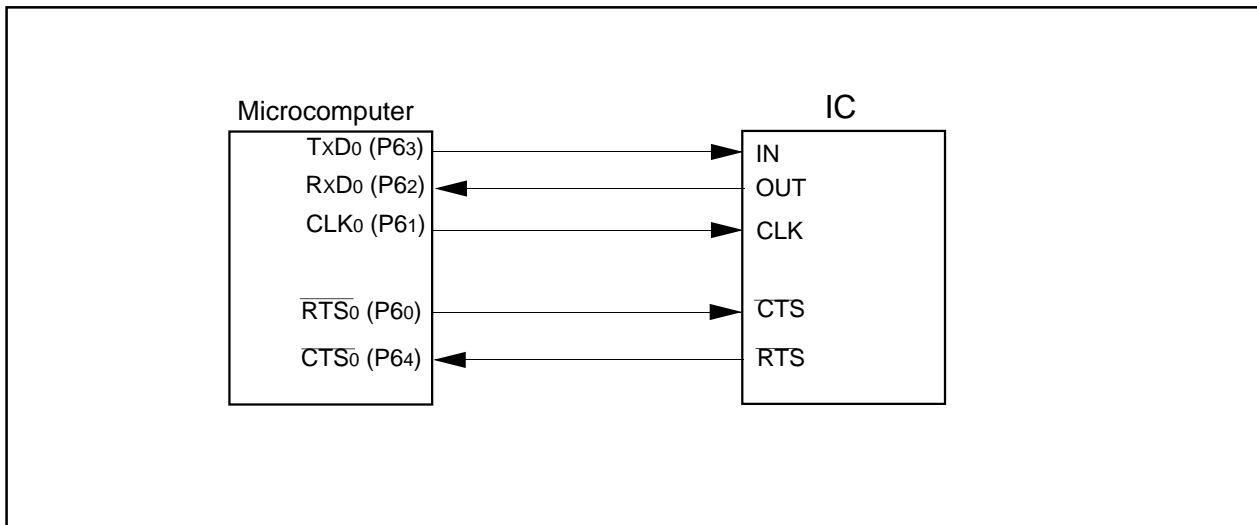 Microcomputer
TxD0 (P63)
RxD0 (P62)
CLK0 (P61)
RTS0 (P60)
CTS0 (P64)
IC
IN
OUT
CLK
CTS
RTS